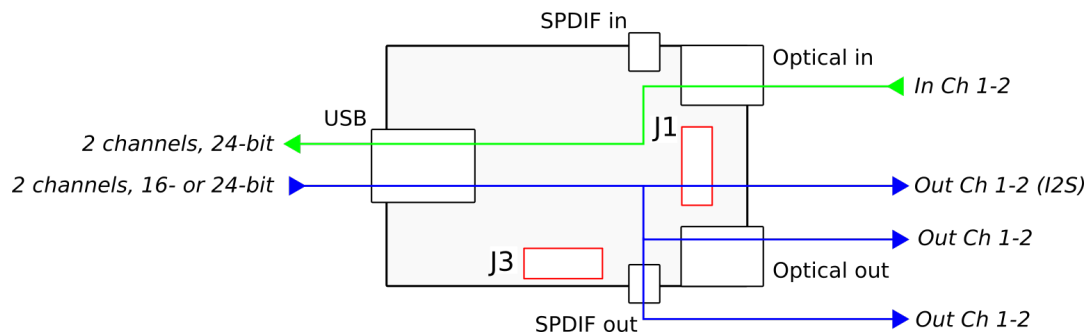 SPDIF in
Optical in
In Ch 1-2
USB
J1
2 channels, 24-bit
2 channels, 16- or 24-bit
Out Ch 1-2 (I2S)
Out Ch 1-2
J3
Optical out
SPDIF out
Out Ch 1-2